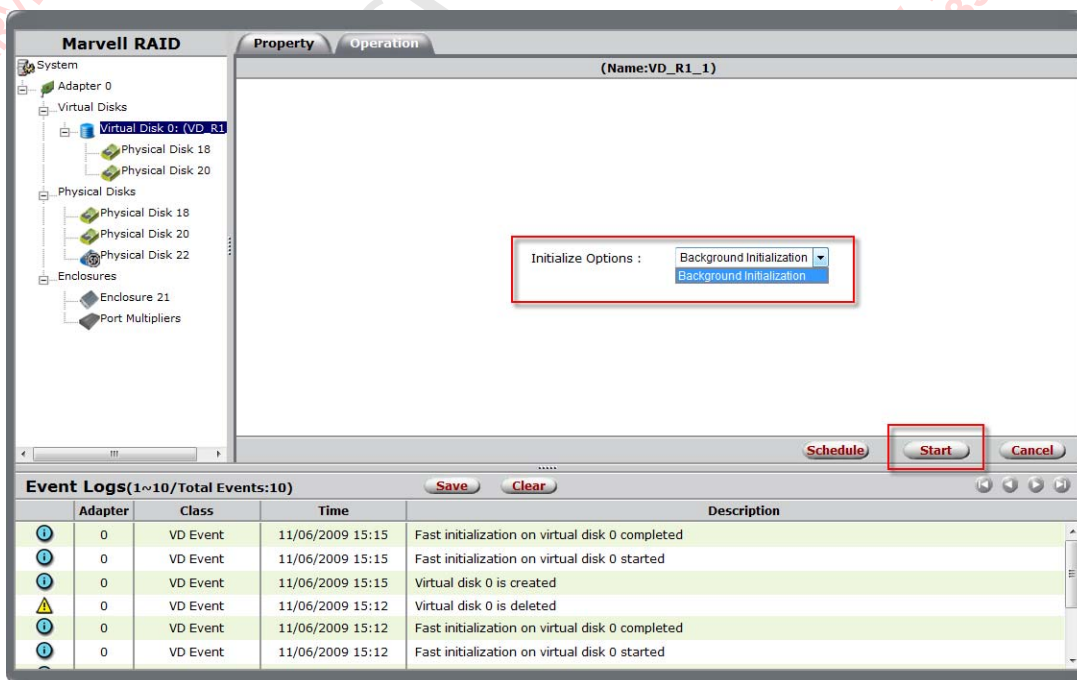 Marvell RAID
Property
Operation
System
Adapter 0
Virtual Disks
Virtual Disk 0: (VD_R1
Physical Disk 18
Physical Disk 20
Physical Disks
Physical Disk 18
Physical Disk 20
Physical Disk 22
Enclosures
Enclosure 21
Port Multipliers
(Name:VD_R1_1)
Initialize Options :
Background Initialization
Background Initialization
Schedule
Start
Cancel
Event Logs(1~10/Total Events:10)
Save
Clear
Adapter Class Time Description
0 VD Event 11/06/2009 15:15 Fast initialization on virtual disk 0 completed
0 VD Event 11/06/2009 15:15 Fast initialization on virtual disk 0 started
0 VD Event 11/06/2009 15:15 Virtual disk 0 is created
0 VD Event 11/06/2009 15:12 Virtual disk 0 is deleted
0 VD Event 11/06/2009 15:12 Fast initialization on virtual disk 0 completed
0 VD Event 11/06/2009 15:12 Fast initialization on virtual disk 0 started